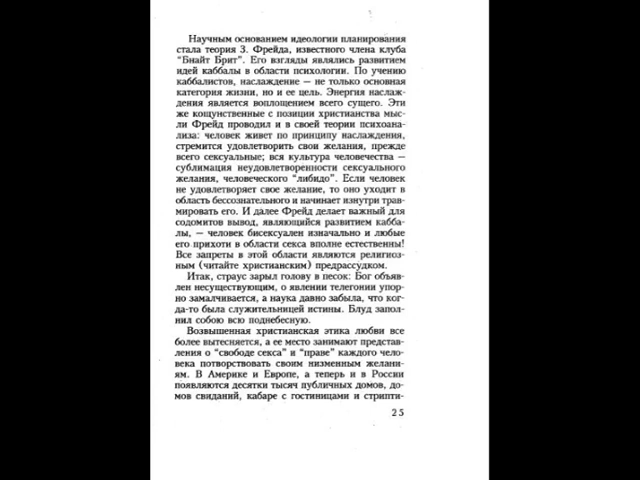 Научным основанием идеологии планирования
стала теория З. Фрейда, известного члена клуба
“Бнайт Брит”. Его взгляды являлись развитием
идей каббалы в области психологии. По учению
каббалистов, наслаждение — не только основная
категория жизни, но и ее цель. Энергия наслаж-
дения является воплощением всего сущего. Эти
же кощунственные с позиции христианства мыс-
ли Фрейд проводил и в своей теории психоана-
лиза: человек живет по принципу наслаждения,
стремится удовлетворить свои желания, прежде
всего сексуальные; вся культура человечества —
сублимация неудовлетворенности сексуального
желания, человеческого “либидо”. Если человек
не удовлетворяет свое желание, то оно уходит в
область бессознательного и начинает изнутри трав-
мировать его. И далее Фрейд делает важный для
содомитов вывод, являющийся развитием кабба-
лы, — человек бисексуален изначально и любые
его прихоти в области секса вполне естественны!
Все запреты в этой области являются религиоз-
ным (читайте христианским) предрассудком.
Итак, страус зарыл голову в песок: Бог объяв-
лен несуществующим, о явлении телегонии упор-
но замалчивается, а наука давно забыла, что ког-
да-то была служительницей истины. Блуд запол-
нил собою всю поднебесную.
Возвышенная христианская этика любви все
более вытесняется, а ее место занимают представ-
ления о “свободе секса” и “праве” каждого чело-
века потворствовать своим низменным желани-
ям. В Америке и Европе, а теперь и в России
появляются десятки тысяч публичных домов, до-
мов свиданий, кабаре с гостиницами и стрипти-
25